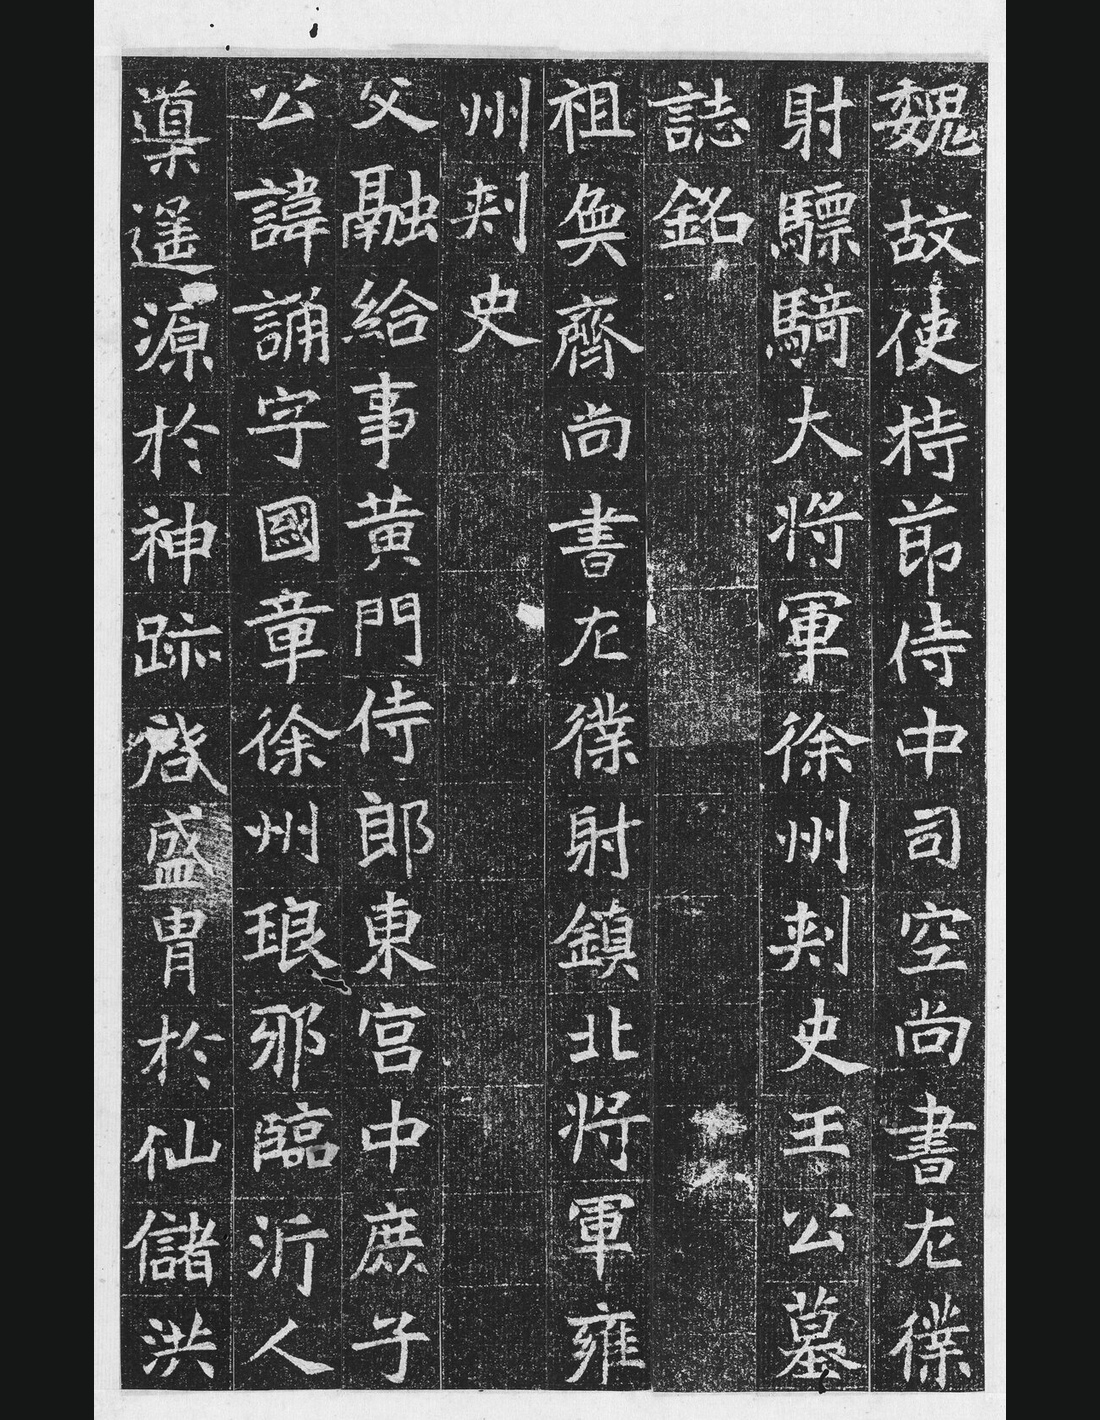 魏故使持節侍中司空尚書左僕
射驃騎大將軍徐州刾史王公墓
誌銘
祖奐齊尚書左僕射鎮北將軍雍
州刾史
父融給事黃門侍郎東宮中庶子
公諱誦字國章徐州琅邪臨沂人
導遥源於神跡啓盛胄於仙儲洪